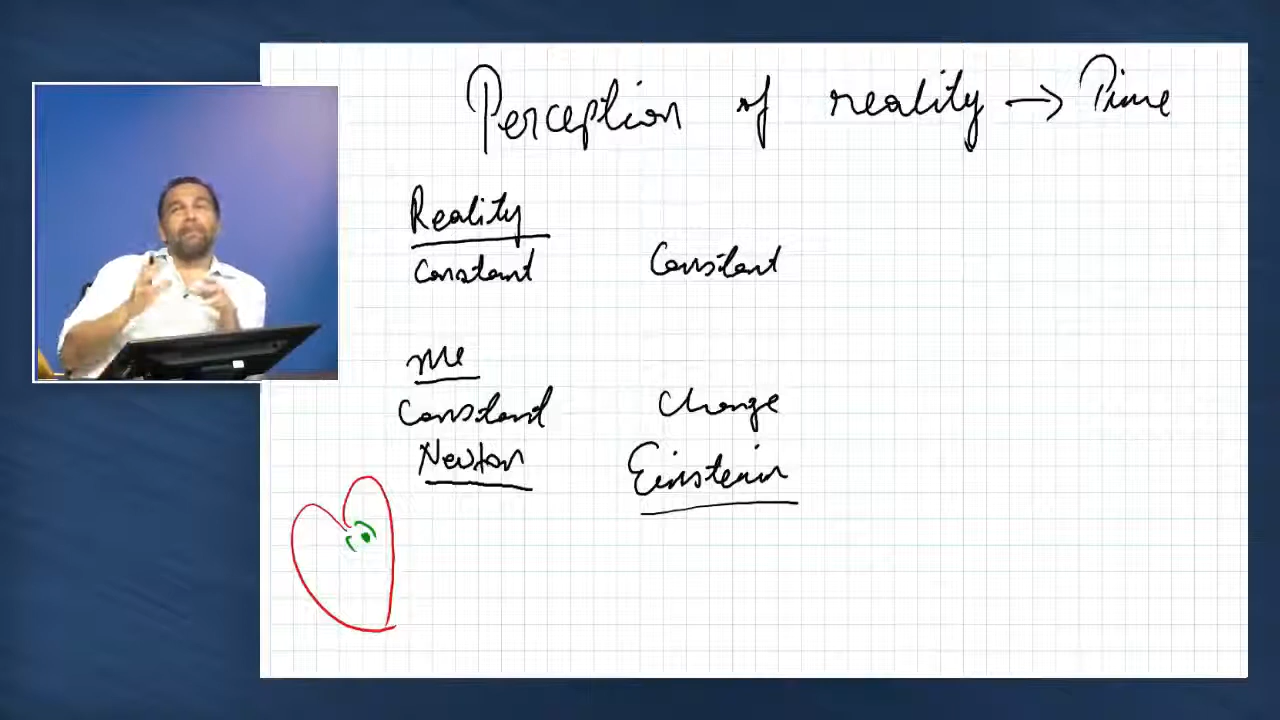 Perception of reality → Time
Reality
Constant Constant
Me
Constant Change
Newton Einstein